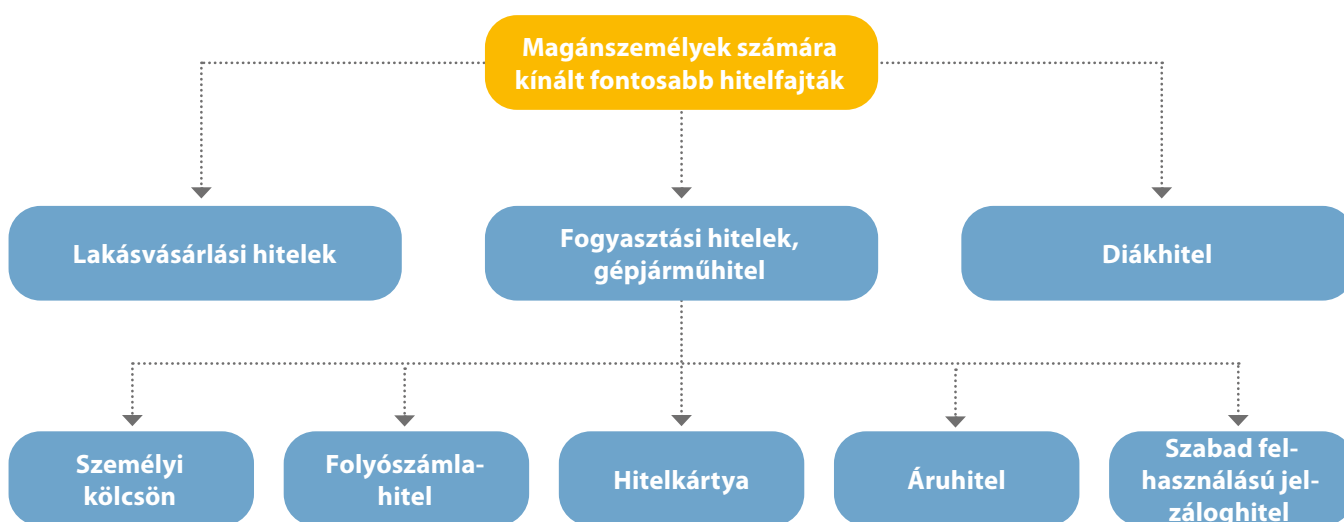 Magánszemélyek számára
kínált fontosabb hitelfajták
Lakásvásárlási hitelek
Fogyasztási hitelek,
gépjárműhitel
Diákhitel
Személyi
kölcsön
Folyószámla-
hitel
Hitelkártya
Áruhitel
Szabad fel-
használású jel-
záloghitel